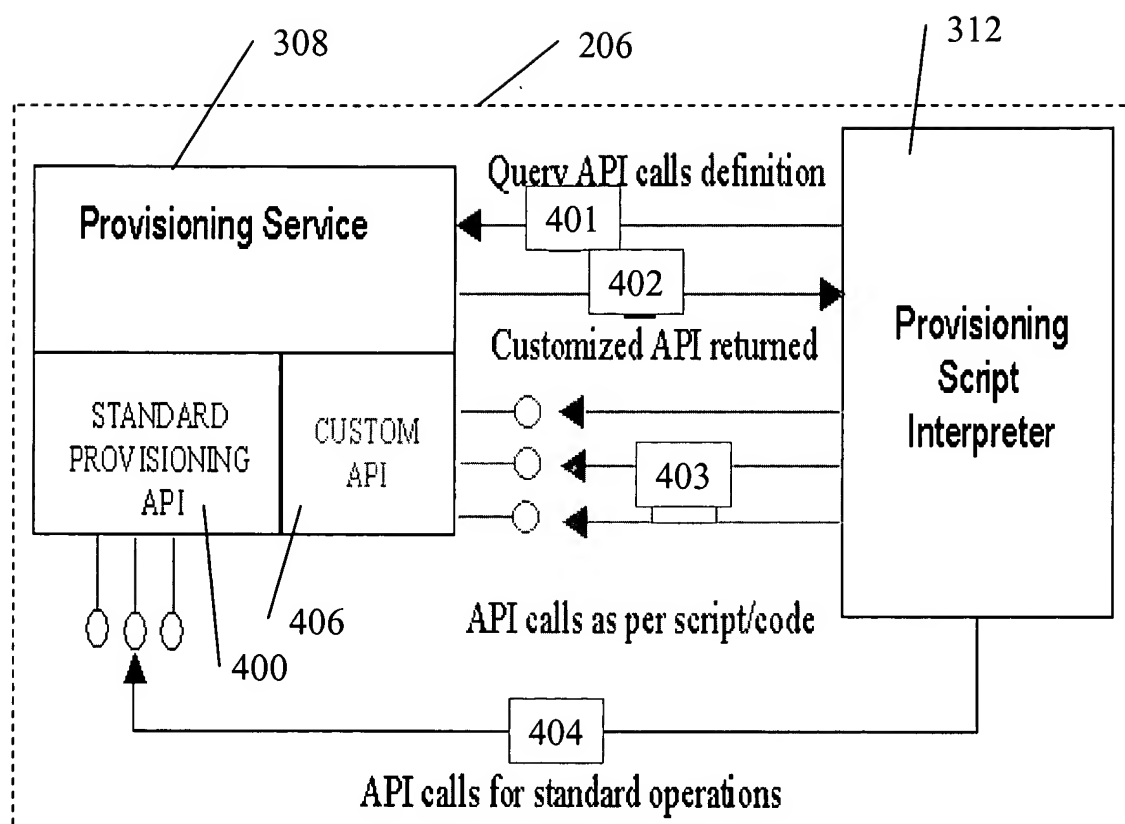 308
206
312
Query API calls definition
401
Provisioning Service
402
Customized API returned
Provisioning
Script
Interpreter
STANDARD
PROVISIONING
API
CUSTOM
API
403
406
400
API calls as per script/code
404
API calls for standard operations